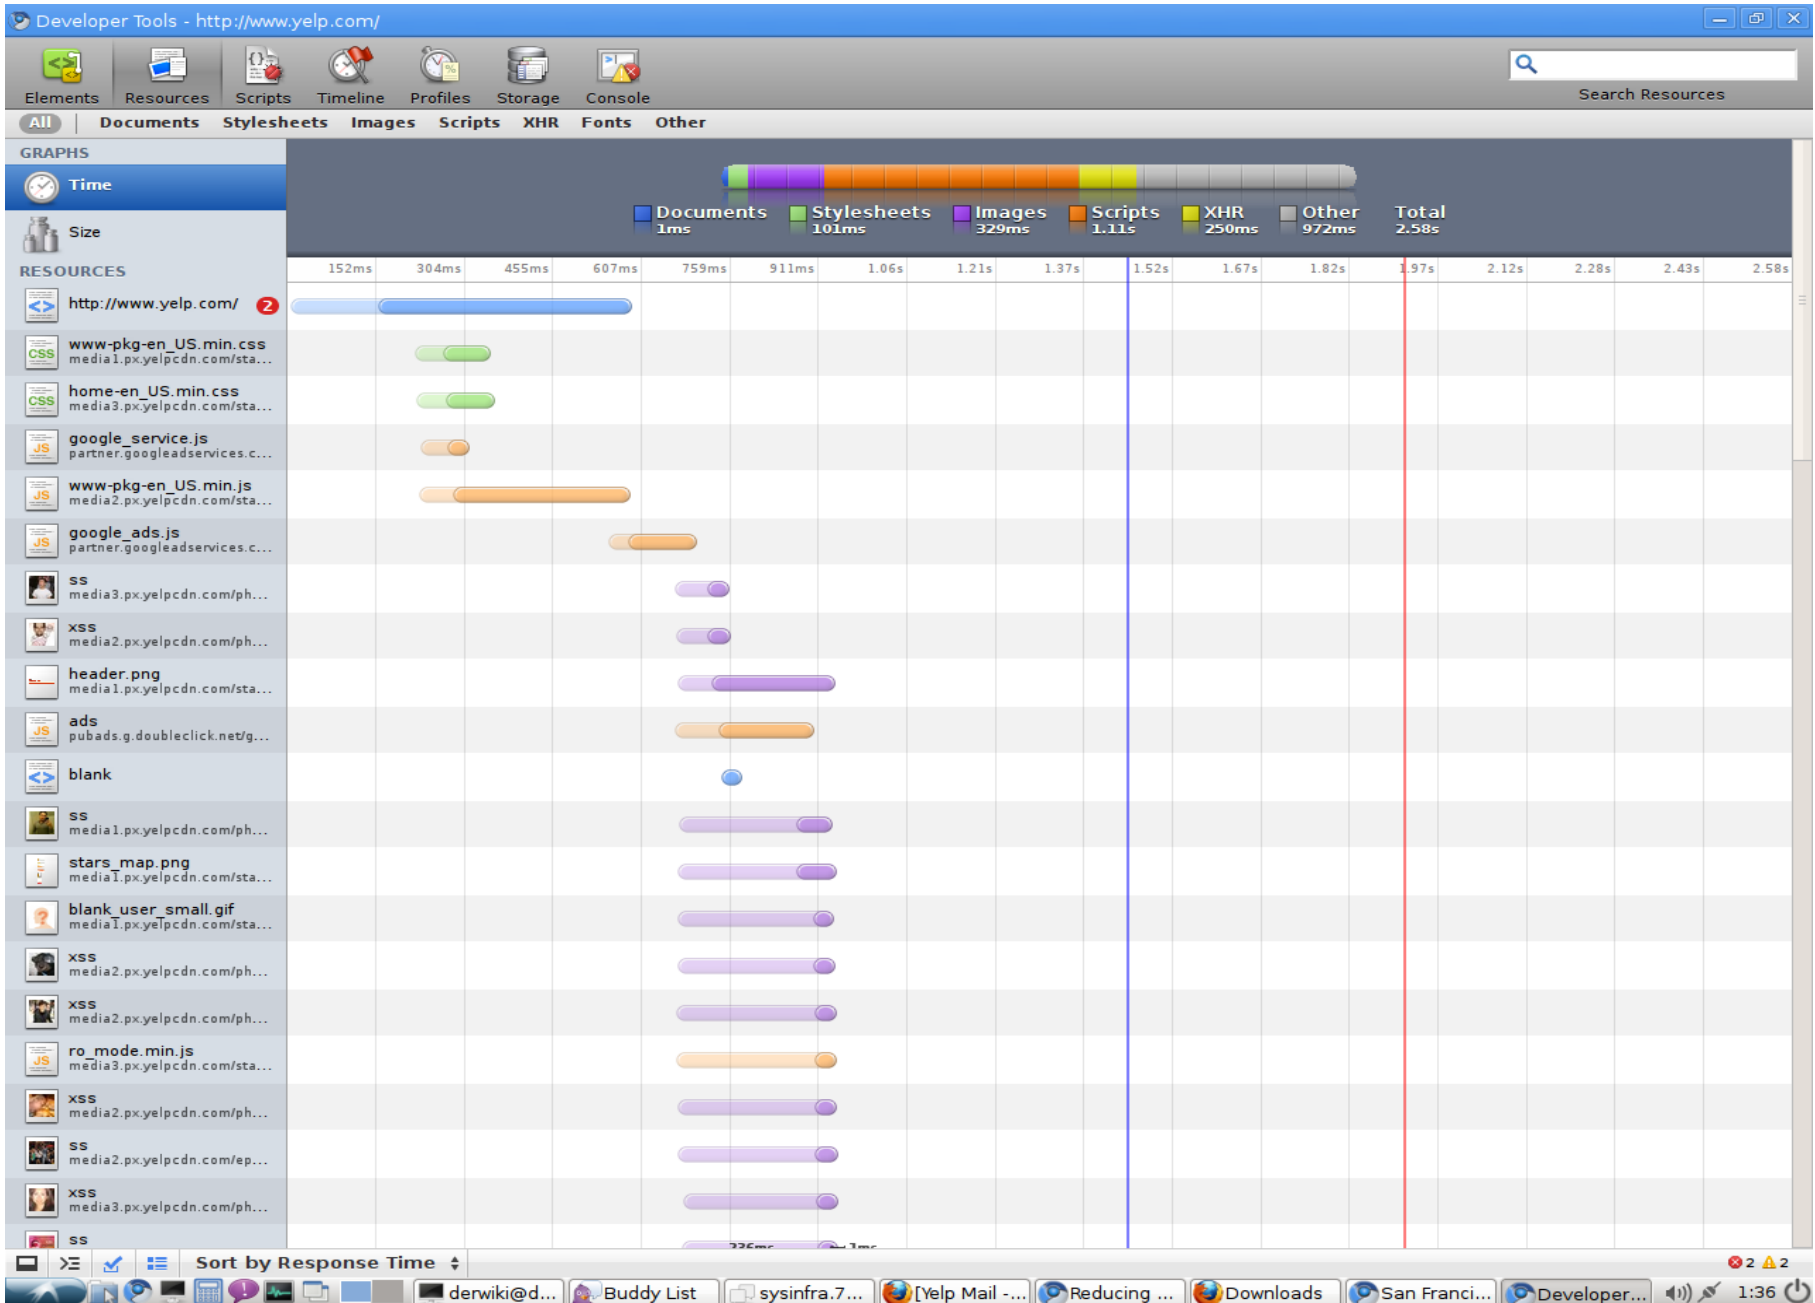 Developer Tools - http://www.yelp.com/
Elements Resources Scripts Timeline Profiles Storage Console
Search Resources
All Documents Stylesheets Images Scripts XHR Fonts Other
GRAPHS
Time
Size
Documents 1ms
Stylesheets 101ms
Images 329ms
Scripts 1.11s
XHR 250ms
Other 972ms
Total 2.58s
RESOURCES
152ms 304ms 455ms 607ms 759ms 911ms 1.06s 1.21s 1.37s 1.52s 1.67s 1.82s 1.97s 2.12s 2.28s 2.43s 2.58s
http://www.yelp.com/ 2
CSS www-pkg-en_US.min.css
media1.px.yelpcdn.com/sta...
CSS home-en_US.min.css
media3.px.yelpcdn.com/sta...
JS google_service.js
partner.googleadservices.c...
JS www-pkg-en_US.min.js
media2.px.yelpcdn.com/sta...
JS google_ads.js
partner.googleadservices.c...
ss
media3.px.yelpcdn.com/ph...
xss
media2.px.yelpcdn.com/ph...
header.png
media1.px.yelpcdn.com/sta...
JS ads
pubads.g.doubleclick.net/g...
blank
ss
media1.px.yelpcdn.com/ph...
stars_map.png
media1.px.yelpcdn.com/sta...
blank_user_small.gif
media1.px.yelpcdn.com/sta...
xss
media2.px.yelpcdn.com/ph...
xss
media2.px.yelpcdn.com/ph...
JS ro_mode.min.js
media3.px.yelpcdn.com/sta...
xss
media2.px.yelpcdn.com/ph...
ss
media2.px.yelpcdn.com/ep...
xss
media3.px.yelpcdn.com/ph...
ss
236ms 1ms
Sort by Response Time
2 2
derwiki@d... Buddy List sysinfra.7... [Yelp Mail -... Reducing ... Downloads San Franci... Developer... 1:36